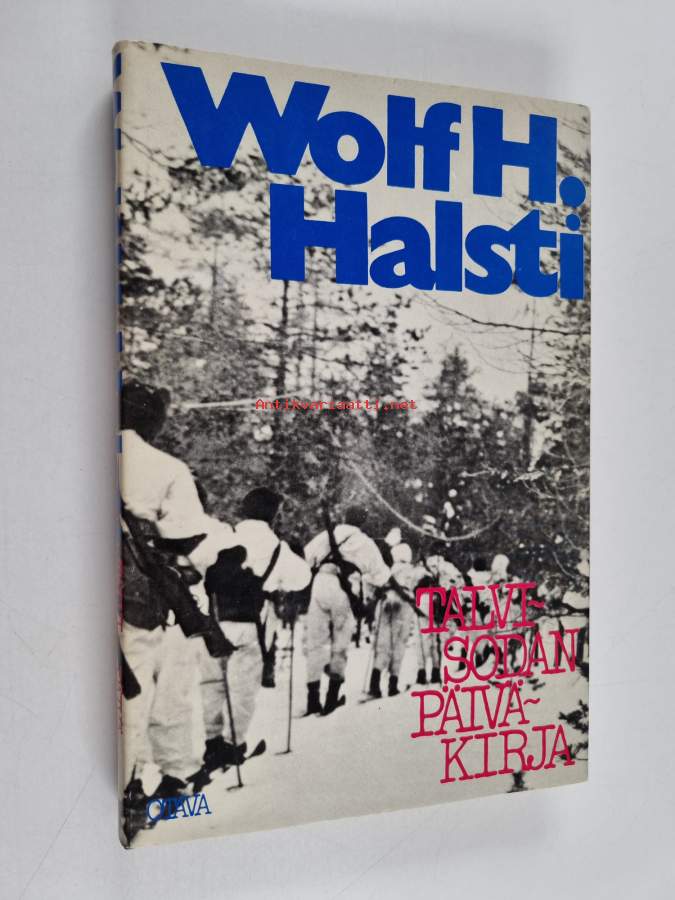 Wolf H.
Halsti
Antikvariaatti.net
TALVI-
SODAN
PÄIVÄ-
KIRJA
OTAVA